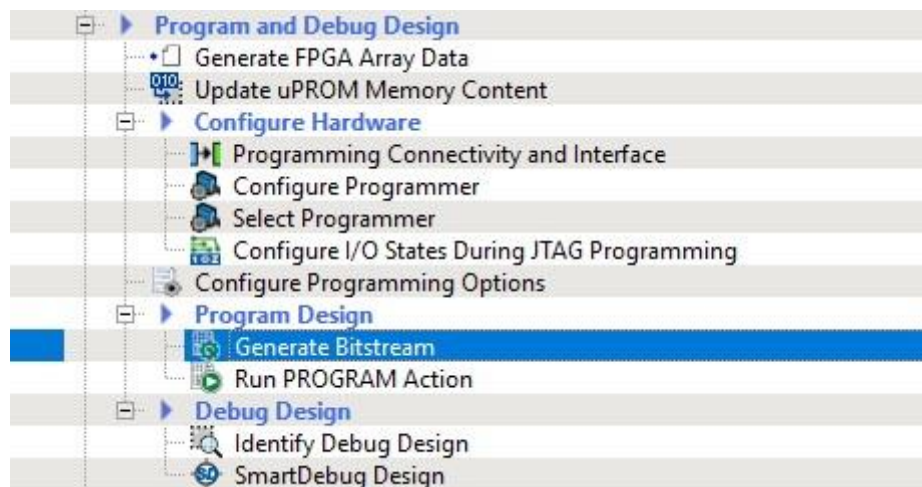 Program and Debug Design
Generate FPGA Array Data
Update uPROM Memory Content
Configure Hardware
Programming Connectivity and Interface
Configure Programmer
Select Programmer
Configure I/O States During JTAG Programming
Configure Programming Options
Program Design
Generate Bitstream
Run PROGRAM Action
Debug Design
Identify Debug Design
SmartDebug Design